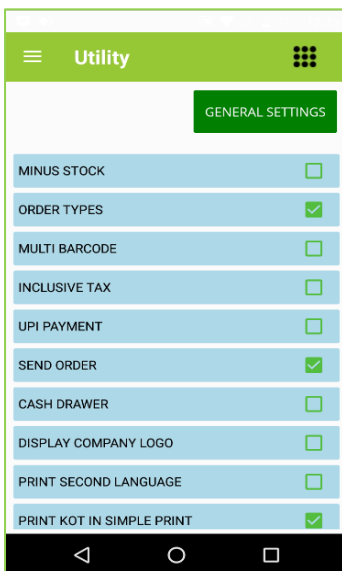 Utility
GENERAL SETTINGS
MINUS STOCK
ORDER TYPES
MULTI BARCODE
INCLUSIVE TAX
UPI PAYMENT
SEND ORDER
CASH DRAWER
DISPLAY COMPANY LOGO
PRINT SECOND LANGUAGE
PRINT KOT IN SIMPLE PRINT